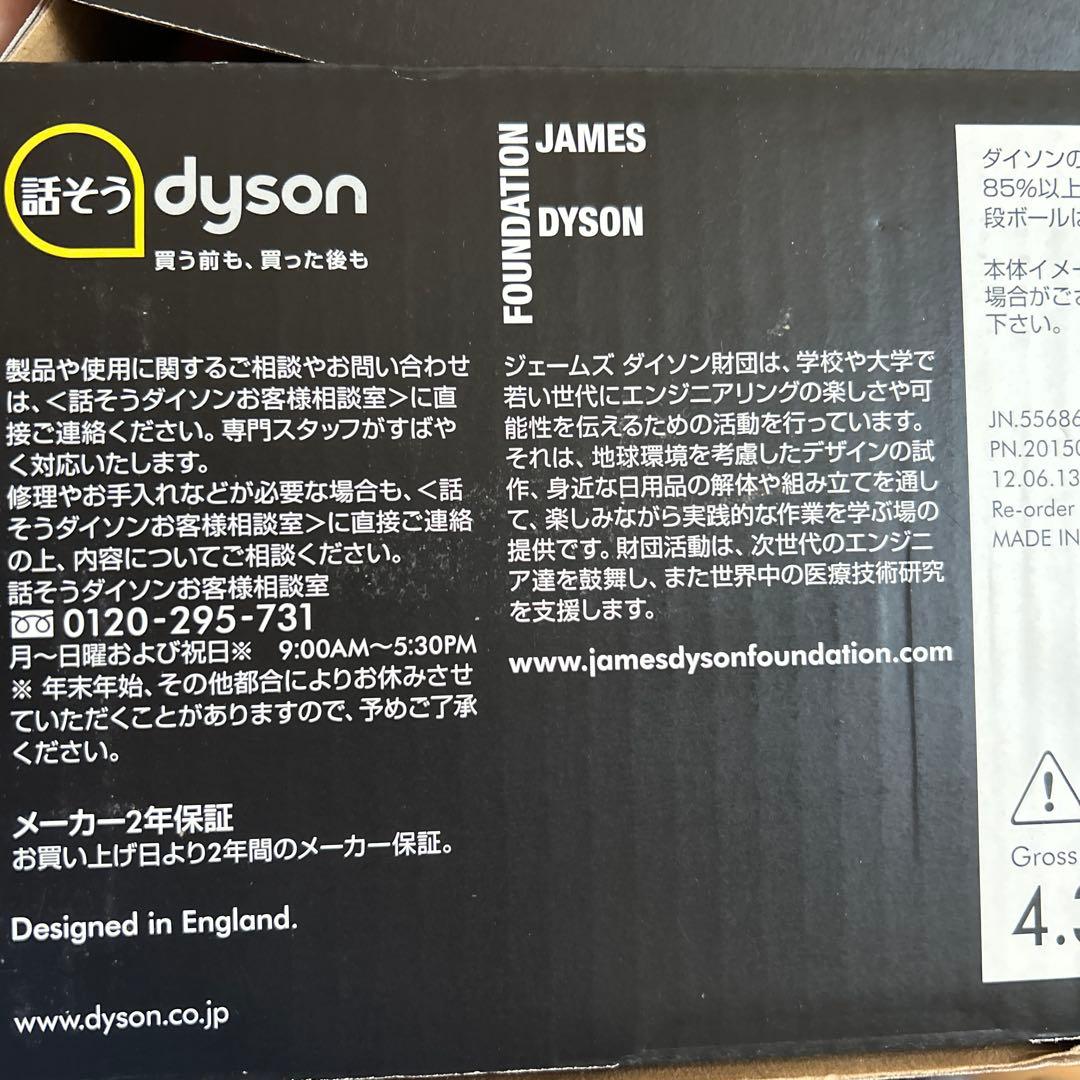 話そう
dyson
買う前も、買った後も
製品や使用に関するご相談やお問い合わせ
は、<話そうダイソンお客様相談室>に直
接ご連絡ください。専門スタッフがすばや
く対応いたします。
修理やお手入れなどが必要な場合も、<話
そうダイソンお客様相談室>に直接ご連絡
の上、内容についてご相談ください。
話そうダイソンお客様相談室
0120-295-731
月〜日曜および祝日※ 9:00AM〜5:30PM
※ 年末年始、その他都合によりお休みさせ
ていただくことがありますので、予めご了承
ください。
メーカー2年保証
お買い上げ日より2年間のメーカー保証。
Designed in England.
www.dyson.co.jp
JAMES
DYSON
FOUNDATION
ジェームズ ダイソン財団は、学校や大学で
若い世代にエンジニアリングの楽しさや可
能性を伝えるための活動を行っています。
それは、地球環境を考慮したデザインの試
作、身近な日用品の解体や組み立てを通し
て、楽しみながら実践的な作業を学ぶ場の
提供です。財団活動は、次世代のエンジニ
ア達を鼓舞し、また世界中の医療技術研究
を支援します。
www.jamesdysonfoundation.com
ダイソンの
85%以上
段ボールは
本体イメー
場合がござ
下さい。
JN.55686
PN.20150
12.06.13
Re-order
MADE IN
Gross
4.3